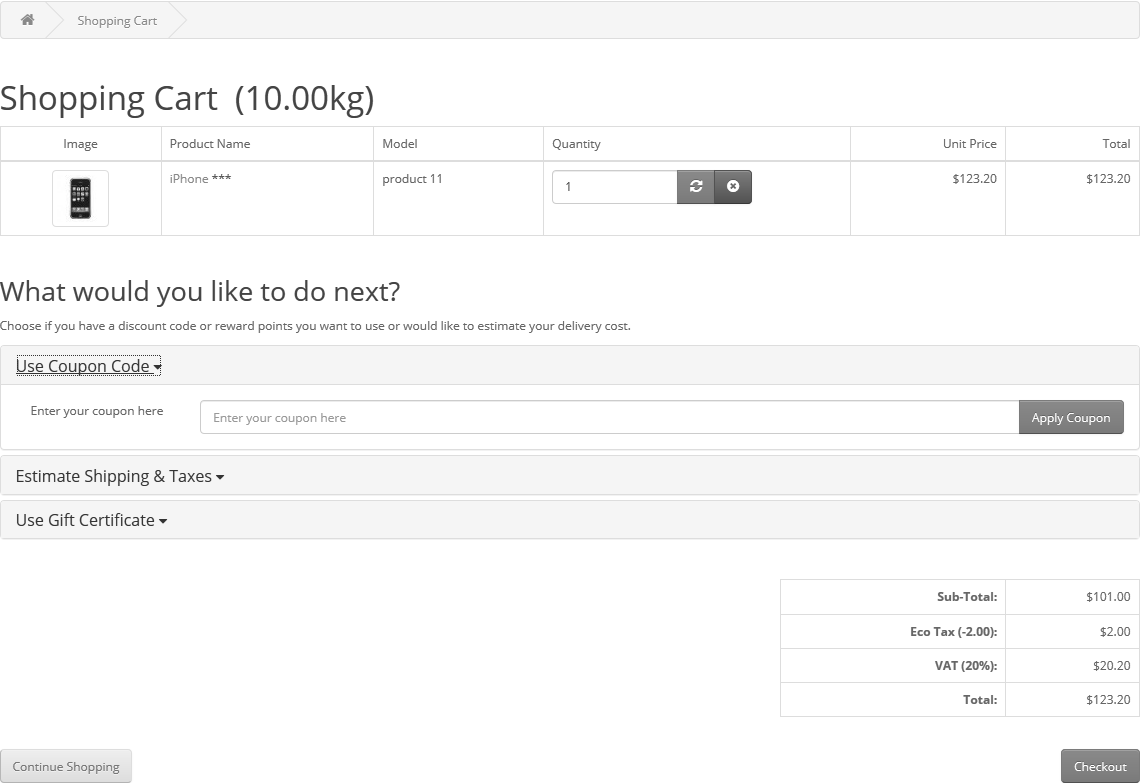 Shopping Cart
Shopping Cart (10.00kg)
Image Product Name Model Quantity Unit Price Total
iPhone *** product 11 1 $123.20 $123.20
What would you like to do next?
Choose if you have a discount code or reward points you want to use or would like to estimate your delivery cost.
Use Coupon Code
Enter your coupon here Enter your coupon here Apply Coupon
Estimate Shipping & Taxes
Use Gift Certificate
Sub-Total: $101.00
Eco Tax (-2.00): $2.00
VAT (20%): $20.20
Total: $123.20
Continue Shopping Checkout